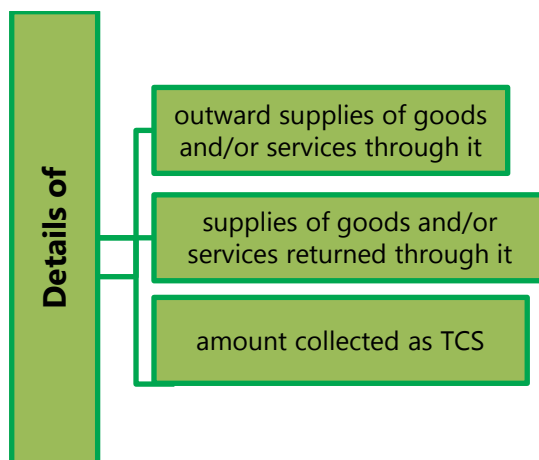 Details of
outward supplies of goods
and/or services through it
supplies of goods and/or
services returned through it
amount collected as TCS